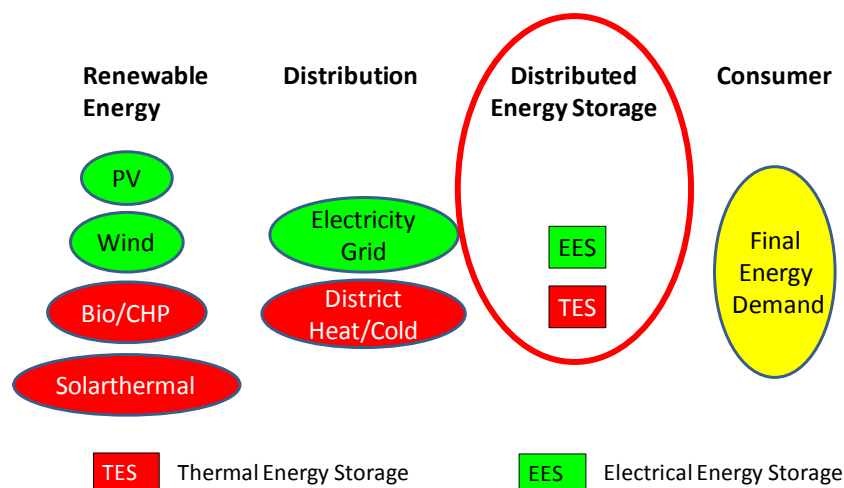 Renewable
Energy
Distribution
Distributed
Energy Storage
Consumer
PV
Wind
Bio/CHP
Solarthermal
Electricity
Grid
District
Heat/Cold
EES
TES
Final
Energy
Demand
TES Thermal Energy Storage
EES Electrical Energy Storage